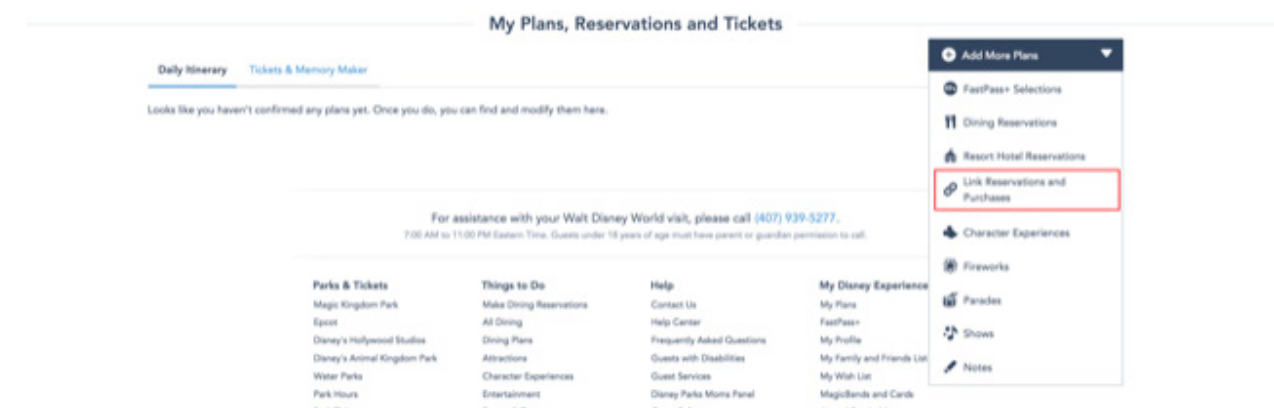 My Plans, Reservations and Tickets
Add More Plans
Daily Itinerary
Tickets & Memory Maker
Looks like you haven't confirmed any plans yet. Once you do, you can find and modify them here.
FastPass+ Selections
Dining Reservations
Resort Hotel Reservations
Link Reservations and
Purchases
Character Experiences
Fireworks
Parades
Shows
Notes
For assistance with your Walt Disney World visit, please call (407) 939-5277.
7:00 AM to 11:00 PM Eastern Time. Guests under 18 years of age must have parent or guardian permission to call.
Parks & Tickets
Magic Kingdom Park
Epcot
Disney's Hollywood Studios
Disney's Animal Kingdom Park
Water Parks
Park Hours
Things to Do
Make Dining Reservations
All Dining
Dining Plans
Attractions
Character Experiences
Entertainment
Help
Contact Us
Help Center
Frequently Asked Questions
Guests with Disabilities
Guest Services
Disney Parks Moms Panel
My Disney Experience
My Plans
FastPass+
My Profile
My Family and Friends List
My Wish List
MagicBands and Cards